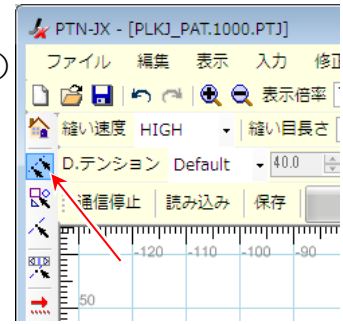 PTN-JX - [PLKJ_PAT.1000.PTJ]
ファイル 編集 表示 入力 修正
表示倍率
縫い速度 HIGH 縫い目長さ
D.テンション Default 40.0
通信停止 読み込み 保存
-120 -110 -100 -90
50